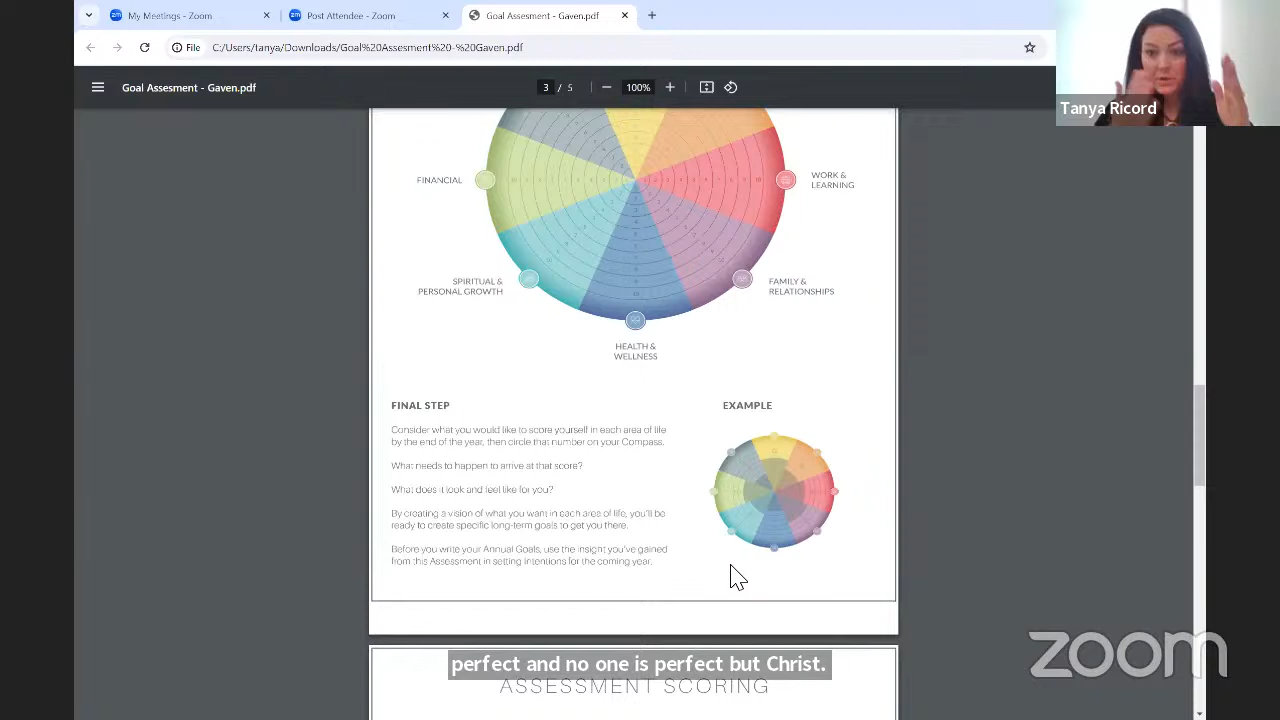 My Meetings - Zoom
Post Attendee - Zoom
Goal Assesment - Gaven.pdf
File
C:/Users/tanya/Downloads/Goal%20Assesment%20-%20Gaven.pdf
Goal Assesment - Gaven.pdf
3 / 5
100%
Tanya Ricord
FINANCIAL
WORK &
LEARNING
SPIRITUAL &
PERSONAL GROWTH
FAMILY &
RELATIONSHIPS
HEALTH &
WELLNESS
FINAL STEP
EXAMPLE
Consider what you would like to score yourself in each area of life
by the end of the year, then circle that number on your Compass.
What needs to happen to arrive at that score?
What does it look and feel like for you?
By creating a vision of what you want in each area of life, you'll be
ready to create specific long-term goals to get you there.
Before you write your Annual Goals, use the insight you've gained
from this Assessment in setting intentions for the coming year.
zoom
perfect and no one is perfect but Christ.
ASSESSMENT SCORING